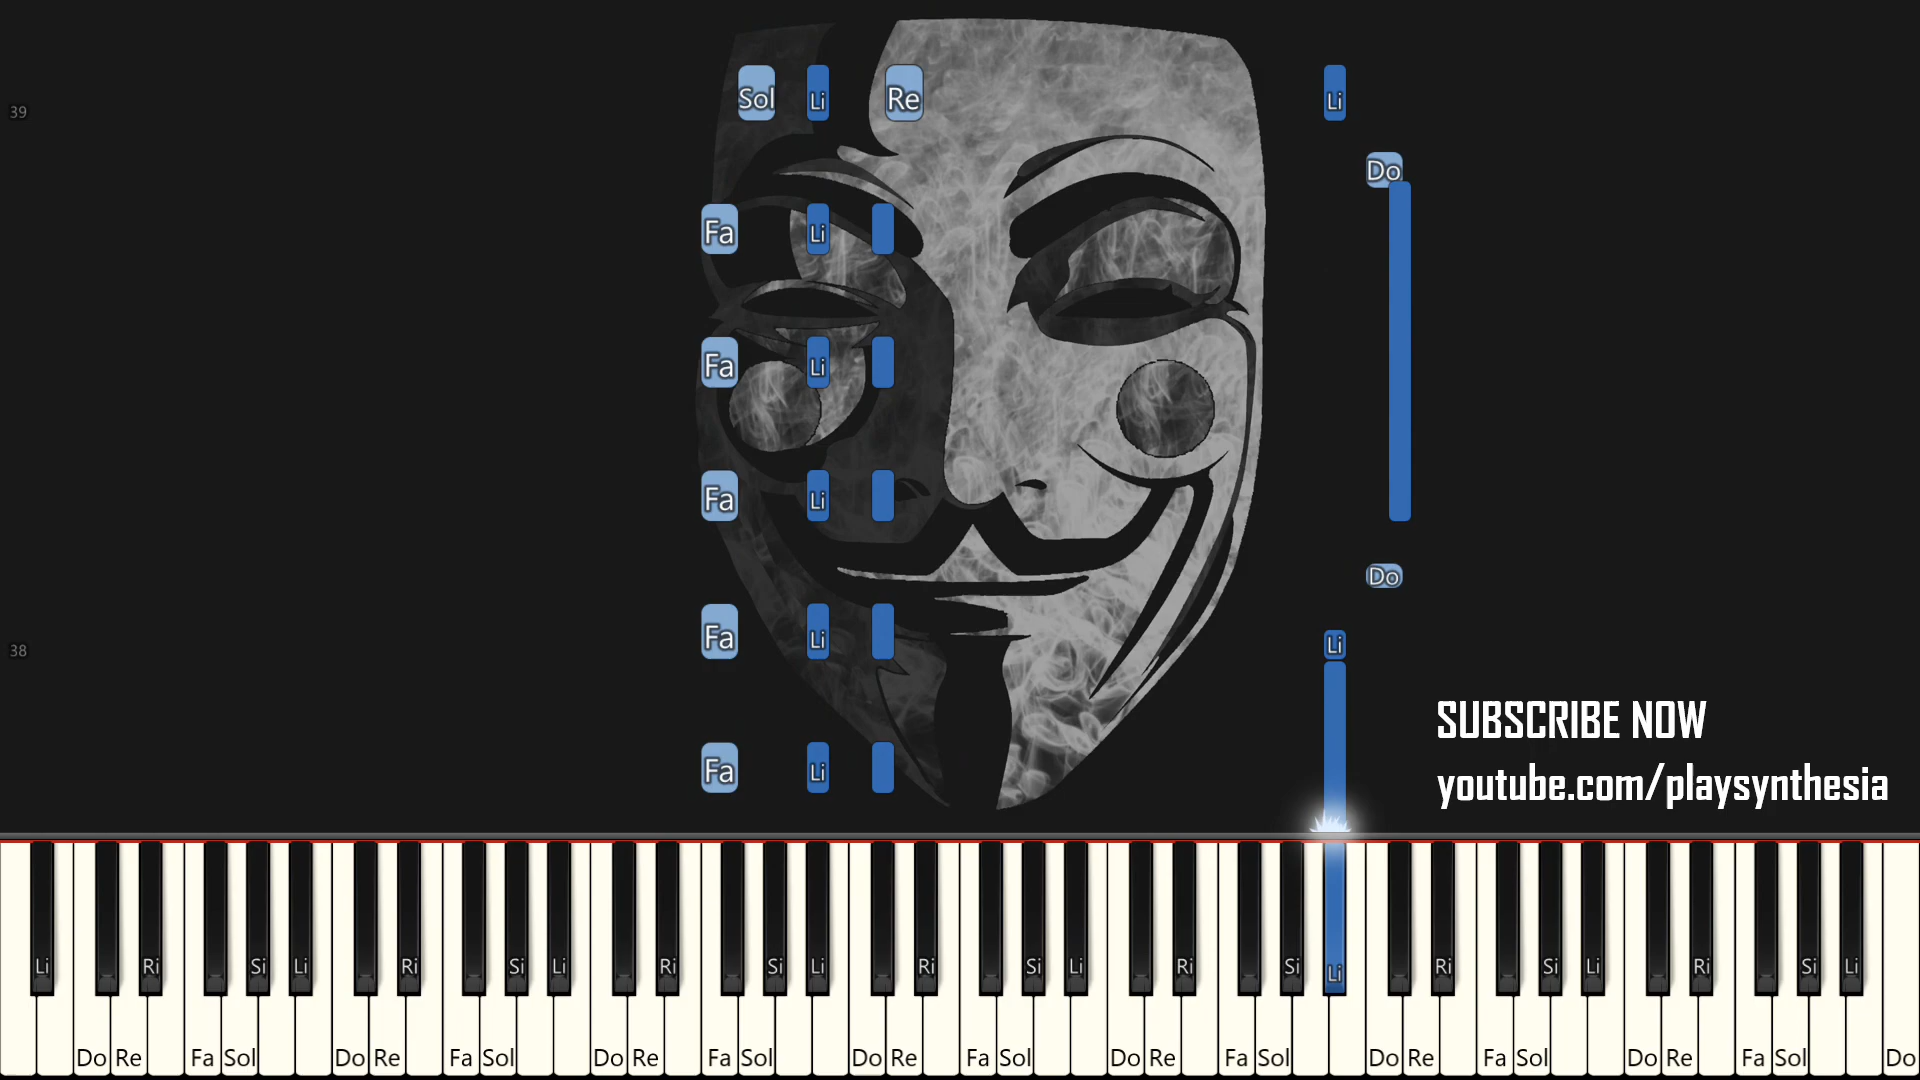 Sol Li Re Li
39
Do
Fa Li
Fa Li
Fa Li
Do
Fa Li Li
38
SUBSCRIBE NOW
Fa Li
youtube.com/playsynthesia
Li Ri Si Li Ri Si Li Ri Si Li Ri Si Li Ri Si Li Ri Si Li Ri Si Li
Do Re Fa Sol Do Re Fa Sol Do Re Fa Sol Do Re Fa Sol Do Re Fa Sol Do Re Fa Sol Do Re Fa Sol Do